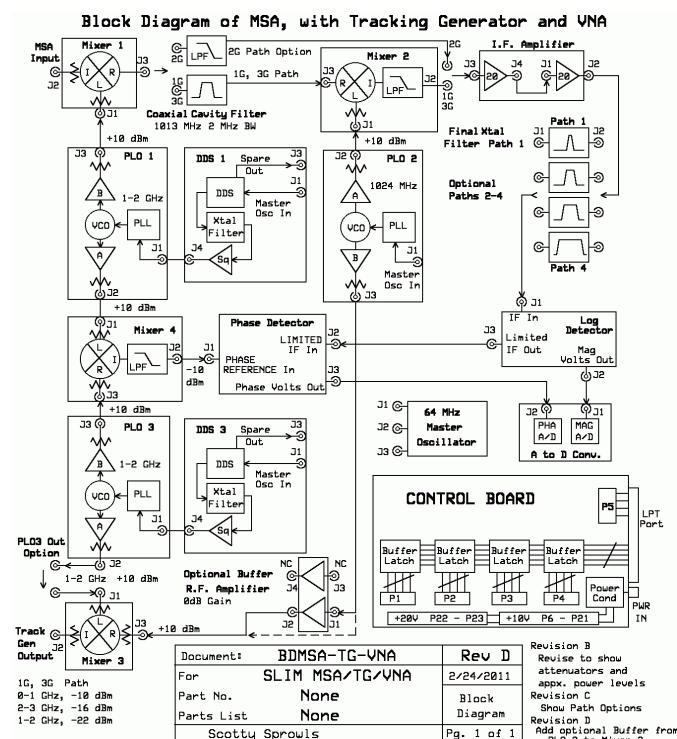 Block Diagram of MSA, with Tracking Generator and VNA
MSA
Input
Mixer 1
J2
I
R
L
J3
J1
+10 dBm
2G
LPF
2G
2G Path Option
1G
3G
1G, 3G Path
Coaxial Cavity Filter
1013 MHz 2 MHz BW
Mixer 2
J3
R
I
L
LPF
J2
2G
1G
3G
J1
+10 dBm
I.F. Amplifier
J3
20
J4
J1
20
J2
Final Xtal
Filter Path 1
Path 1
J1
J2
Optional
Paths 2-4
Path 4
PLO 1
J3
B
1-2 GHz
VCO
PLL
A
J1
J2
+10 dBm
DDS 1
Spare
Out
J3
DDS
J1
Master
Osc In
Xtal
Filter
J4
Sq
PLO 2
J2
1024 MHz
A
VCO
PLL
B
J1
Master
Osc In
J3
J1
IF In
Log
Detector
J3
Limited
IF Out
Mag
Volts Out
J2
J1
Mixer 4
L
R
I
LPF
J2
J3
+10 dBm
-10
dBm
Phase Detector
J1
LIMITED
IF In
J2
PHASE
REFERENCE In
Phase Volts Out
J3
J2
J1
PHA
A/D
MAG
A/D
A to D Conv.
J1
J2
J3
64 MHz
Master
Oscillator
PLO 3
J3
B
1-2 GHz
VCO
PLL
A
J1
J2
DDS 3
Spare
Out
J3
DDS
J1
Master
Osc In
Xtal
Filter
J4
Sq
CONTROL BOARD
P5
LPT
Port
Buffer
Latch
Buffer
Latch
Buffer
Latch
Buffer
Latch
P1
P2
P3
P4
Power
Cond
PWR
IN
+20V P22 - P23
+10V P6 - P21
PLO3 Out
Option
1-2 GHz +10 dBm
J1
Optional Buffer
R.F. Amplifier
0dB Gain
NC
NC
J4
J3
J2
J1
Track
Gen
Output
J2
L
I
R
J3
Mixer 3
+10 dBm
1G, 3G Path
0-1 GHz, -10 dBm
2-3 GHz, -16 dBm
1-2 GHz, -22 dBm
Document: BDMSA-TG-VNA
Rev D
For SLIM MSA/TG/VNA
2/24/2011
Part No. None
Parts List None
Block
Diagram
Scotty Sprowls
Pg. 1 of 1
Revision B
Revise to show
attenuators and
appx. power levels
Revision C
Show Path Options
Revision D
Add optional Buffer from